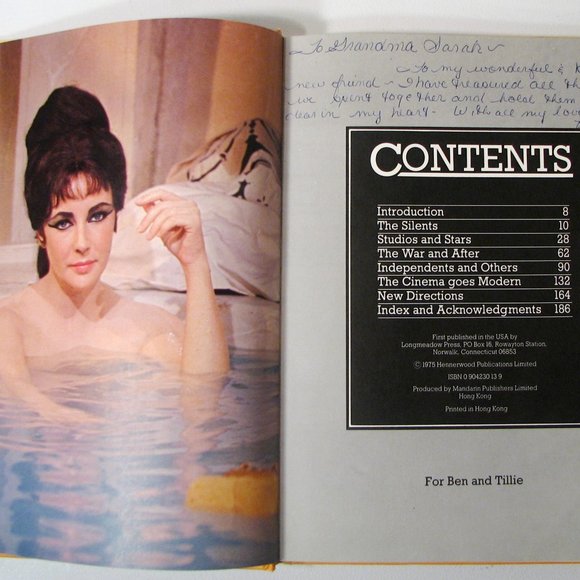 To Grandma Sarah
To my wonderful &
new friend - I have treasured all
we spent together and hold them
dear in my heart - With all my love
CONTENTS
Introduction 8
The Silents 10
Studios and Stars 28
The War and After 62
Independents and Others 90
The Cinema goes Modern 132
New Directions 164
Index and Acknowledgments 186
First published in the USA by
Longmeadow Press, PO Box 16, Rowayton Station,
Norwalk, Connecticut 06853
© 1975 Hennerwood Publications Limited
ISBN 0 904230 13 9
Produced by Mandarin Publishers Limited
Hong Kong
Printed in Hong Kong
For Ben and Tillie